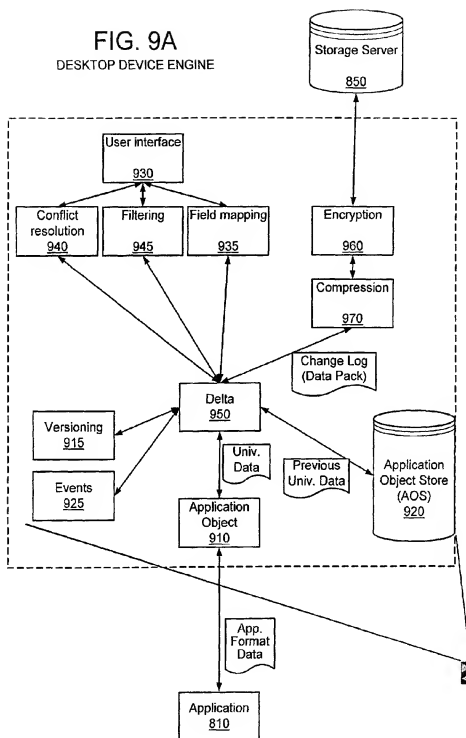 FIG. 9A
DESKTOP DEVICE ENGINE
Storage Server
850
User interface
930
Conflict
resolution
940
Filtering
945
Field mapping
935
Encryption
960
Compression
970
Change Log
(Data Pack)
Delta
950
Versioning
915
Events
925
Univ.
Data
Previous
Univ. Data
Application
Object Store
(AOS)
920
Application
Object
910
App.
Format
Data
Application
810